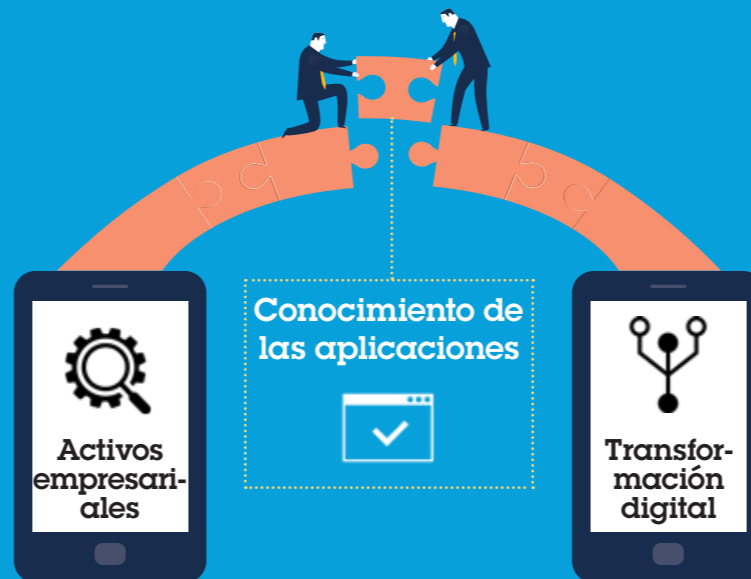 Conocimiento de
las aplicaciones
Activos
empresari-
ales
Transfor-
mación
digital